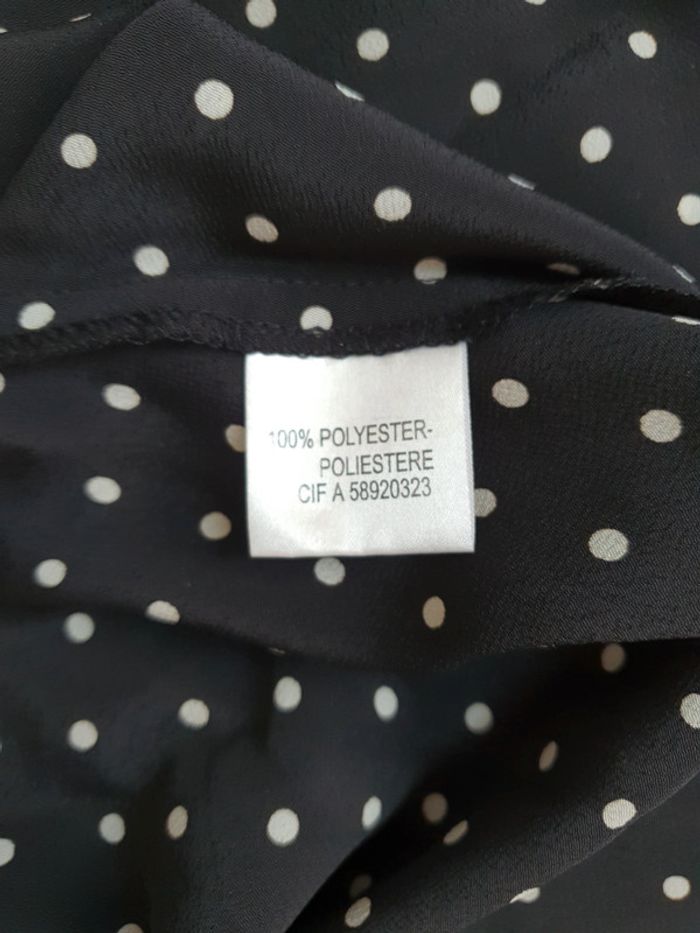 100% POLYESTER-
POLIESTERE
CIF A 58920323